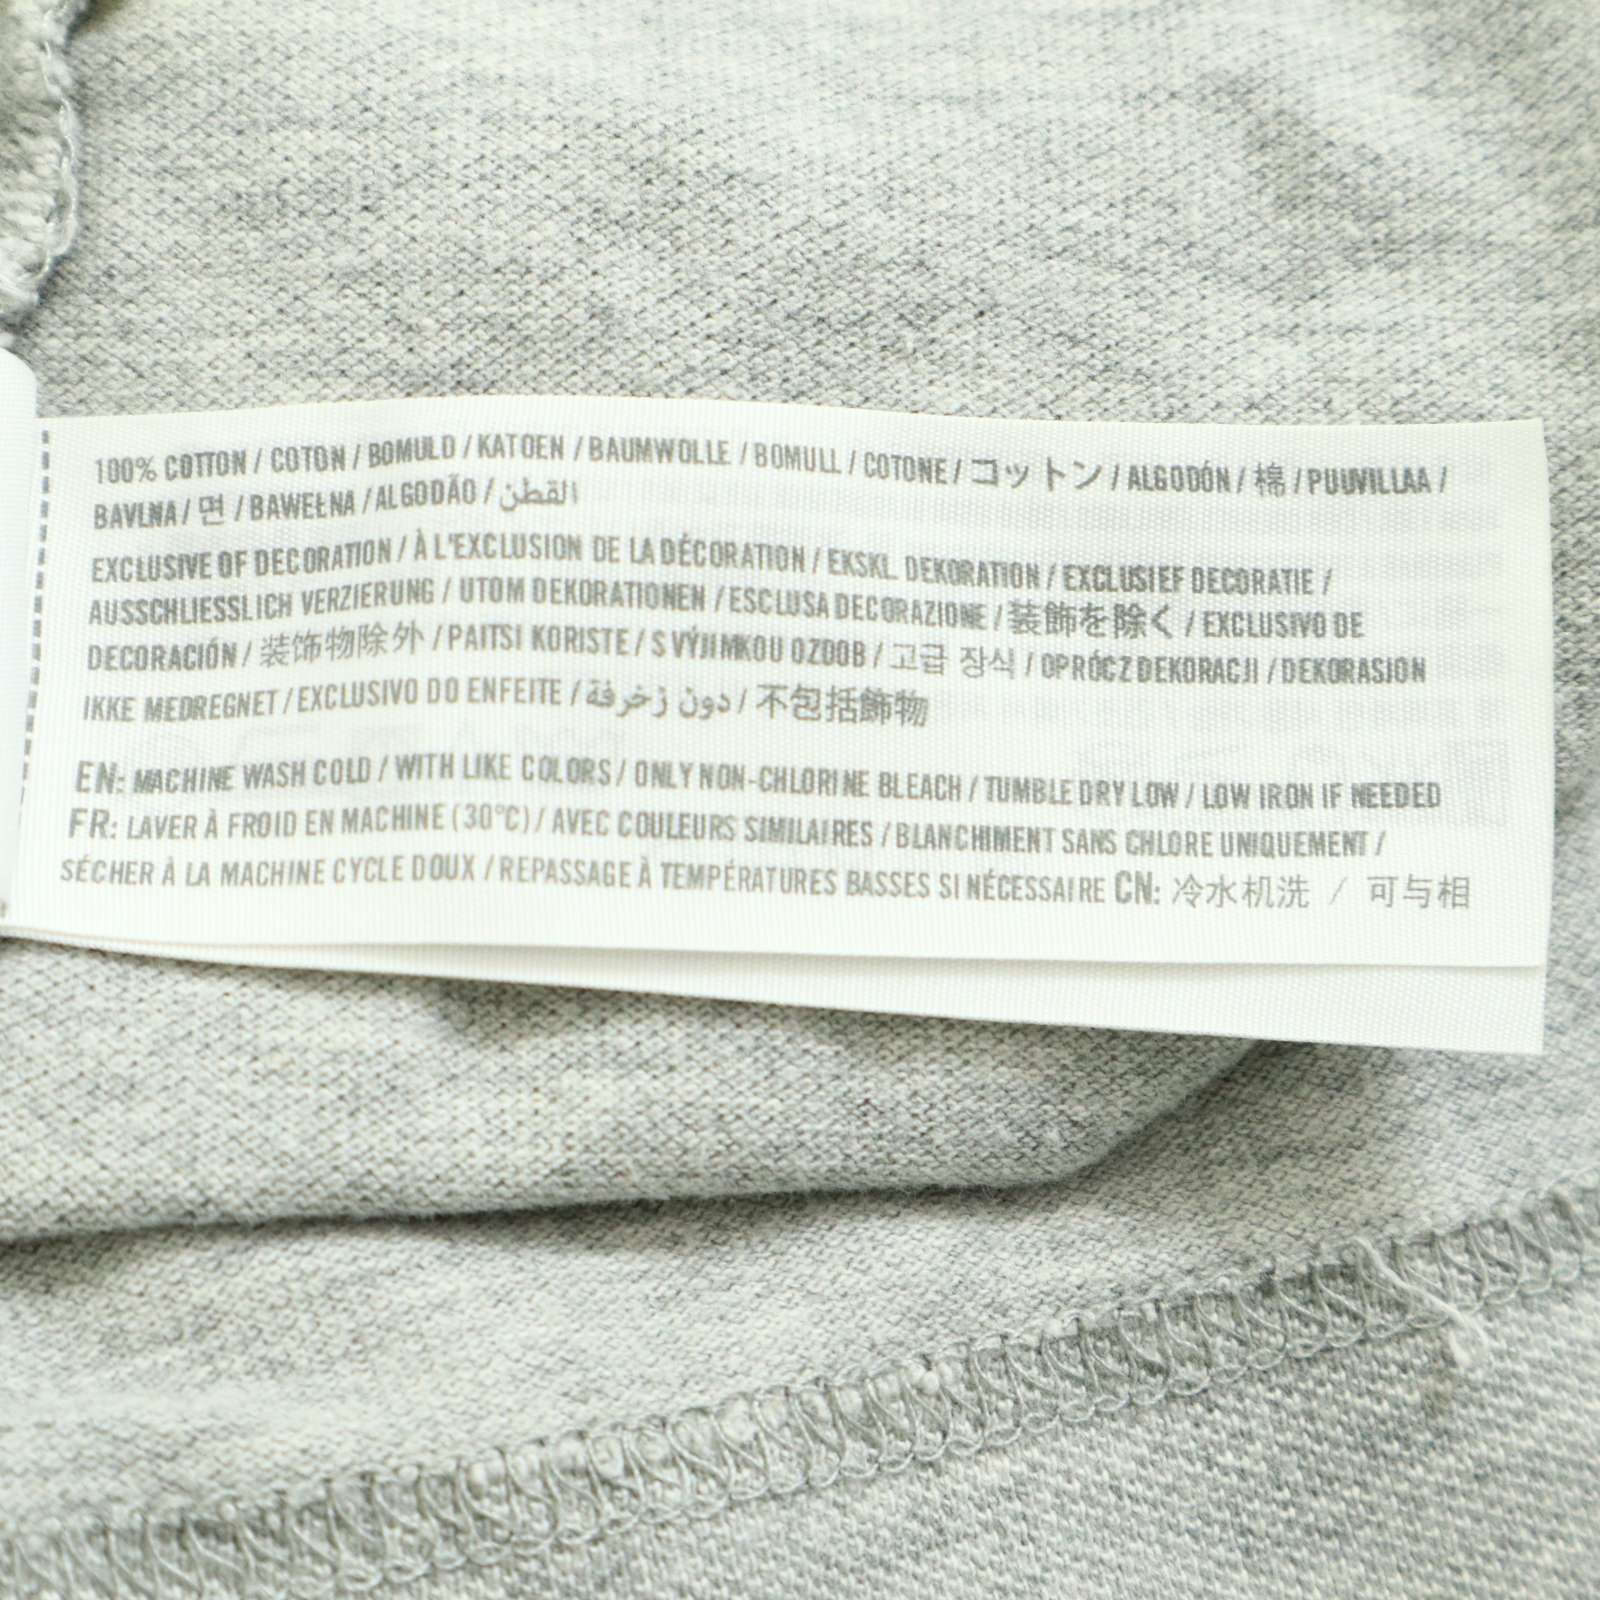 100% COTTON / COTON / BOMULD / KATOEN / BAUMWOLLE / BOMULL / COTONE / コットン / ALGODÓN / 棉 / PUUVILLAA /
BAVLNA / 면 / BAWEŁNA / ALGODÃO / القطن
EXCLUSIVE OF DECORATION / À L'EXCLUSION DE LA DÉCORATION / EKSKL. DEKORATION / EXCLUSIEF DECORATIE /
AUSSCHLIESSLICH VERZIERUNG / UTOM DEKORATIONEN / ESCLUSA DECORAZIONE / 装飾を除く / EXCLUSIVO DE
DECORACIÓN / 装饰物除外 / PAITSI KORISTE / S VÝJIMKOU OZDOB / 고급 장식 / OPRÓCZ DEKORACJI / DEKORASJON
IKKE MEDREGNET / EXCLUSIVO DO ENFEITE / دون زخرفة / 不包括飾物
EN: MACHINE WASH COLD / WITH LIKE COLORS / ONLY NON-CHLORINE BLEACH / TUMBLE DRY LOW / LOW IRON IF NEEDED
FR: LAVER À FROID EN MACHINE (30°C) / AVEC COULEURS SIMILAIRES / BLANCHIMENT SANS CHLORE UNIQUEMENT /
SÉCHER À LA MACHINE CYCLE DOUX / REPASSAGE À TEMPÉRATURES BASSES SI NÉCESSAIRE CN: 冷水机洗 / 可与相